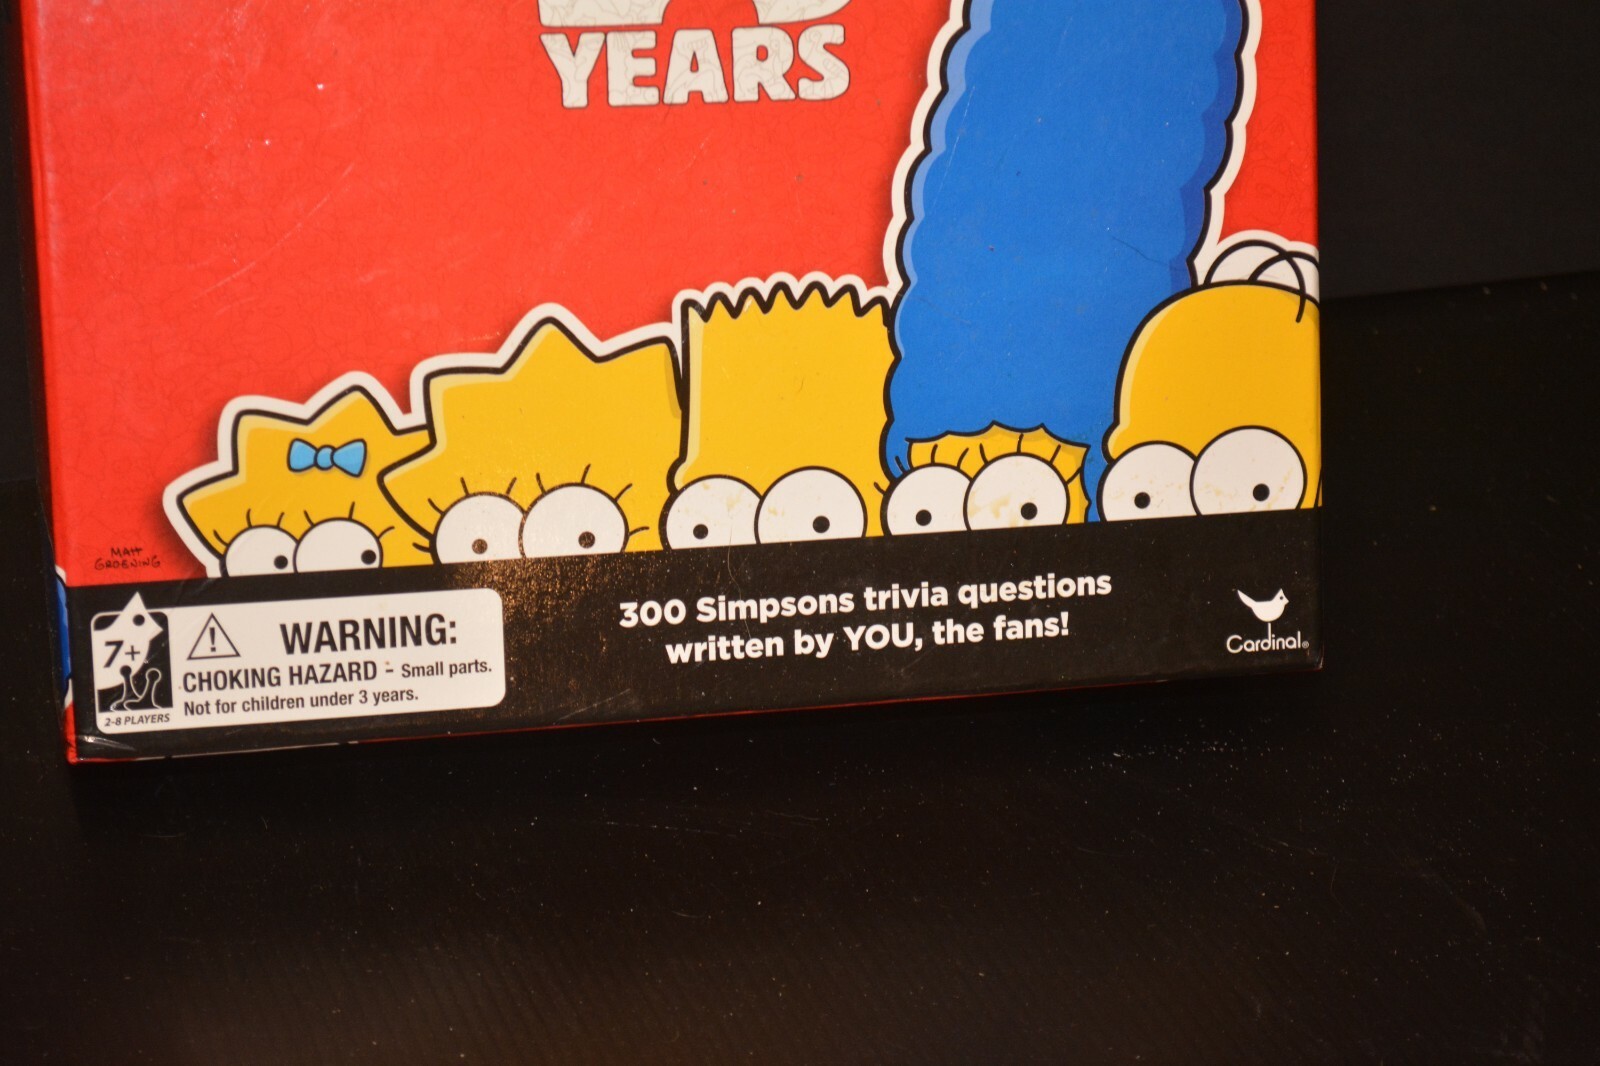 YEARS
MATT
GROENING
7+
2-8 PLAYERS
WARNING:
CHOKING HAZARD - Small parts.
Not for children under 3 years.
300 Simpsons trivia questions
written by YOU, the fans!
Cardinal®